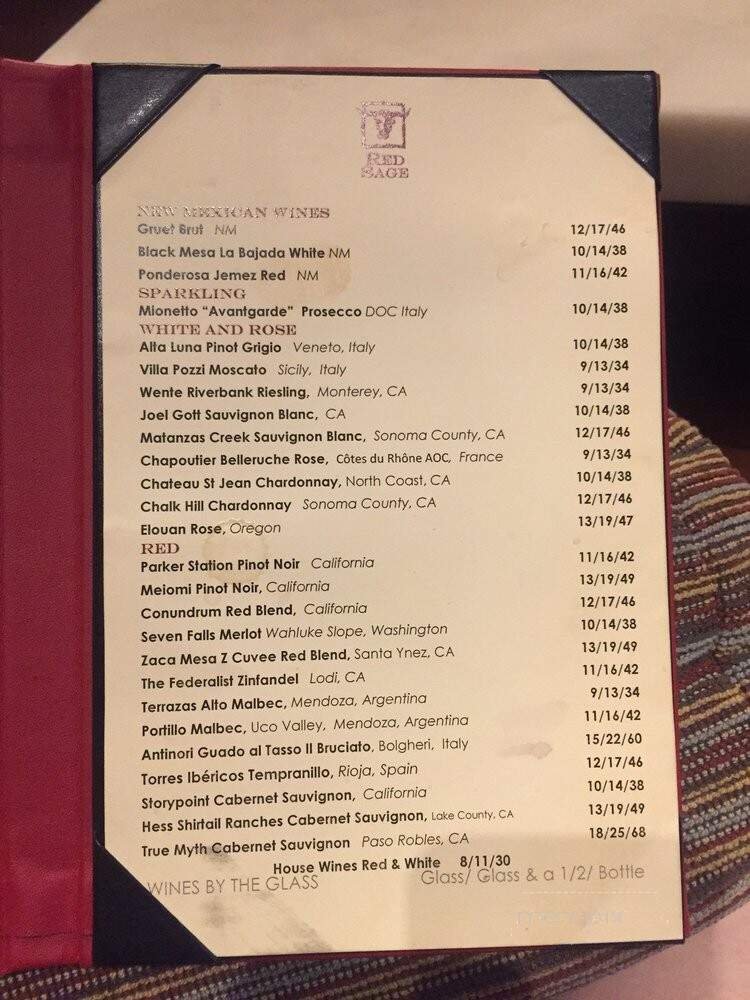 RED
SAGE
NEW MEXICAN WINES
Gruet Brut NM 12/17/46
Black Mesa La Bajada White NM 10/14/38
Ponderosa Jemez Red NM 11/16/42
SPARKLING
Mionetto “Avantgarde” Prosecco DOC Italy 10/14/38
WHITE AND ROSE
Alta Luna Pinot Grigio Veneto, Italy 10/14/38
Villa Pozzi Moscato Sicily, Italy 9/13/34
Wente Riverbank Riesling, Monterey, CA 9/13/34
Joel Gott Sauvignon Blanc, CA 10/14/38
Matanzas Creek Sauvignon Blanc, Sonoma County, CA 12/17/46
Chapoutier Belleruche Rose, Côtes du Rhône AOC, France 9/13/34
Chateau St Jean Chardonnay, North Coast, CA 10/14/38
Chalk Hill Chardonnay Sonoma County, CA 12/17/46
Elouan Rose, Oregon 13/19/47
RED
Parker Station Pinot Noir California 11/16/42
Meiomi Pinot Noir, California 13/19/49
Conundrum Red Blend, California 12/17/46
Seven Falls Merlot Wahluke Slope, Washington 10/14/38
Zaca Mesa Z Cuvee Red Blend, Santa Ynez, CA 13/19/49
The Federalist Zinfandel Lodi, CA 11/16/42
Terrazas Alto Malbec, Mendoza, Argentina 9/13/34
Portillo Malbec, Uco Valley, Mendoza, Argentina 11/16/42
Antinori Guado al Tasso Il Bruciato, Bolgheri, Italy 15/22/60
Torres Ibéricos Tempranillo, Rioja, Spain 12/17/46
Storypoint Cabernet Sauvignon, California 10/14/38
Hess Shirtail Ranches Cabernet Sauvignon, Lake County, CA 13/19/49
True Myth Cabernet Sauvignon Paso Robles, CA 18/25/68
House Wines Red & White 8/11/30
WINES BY THE GLASS Glass/ Glass & a 1/2/ Bottle